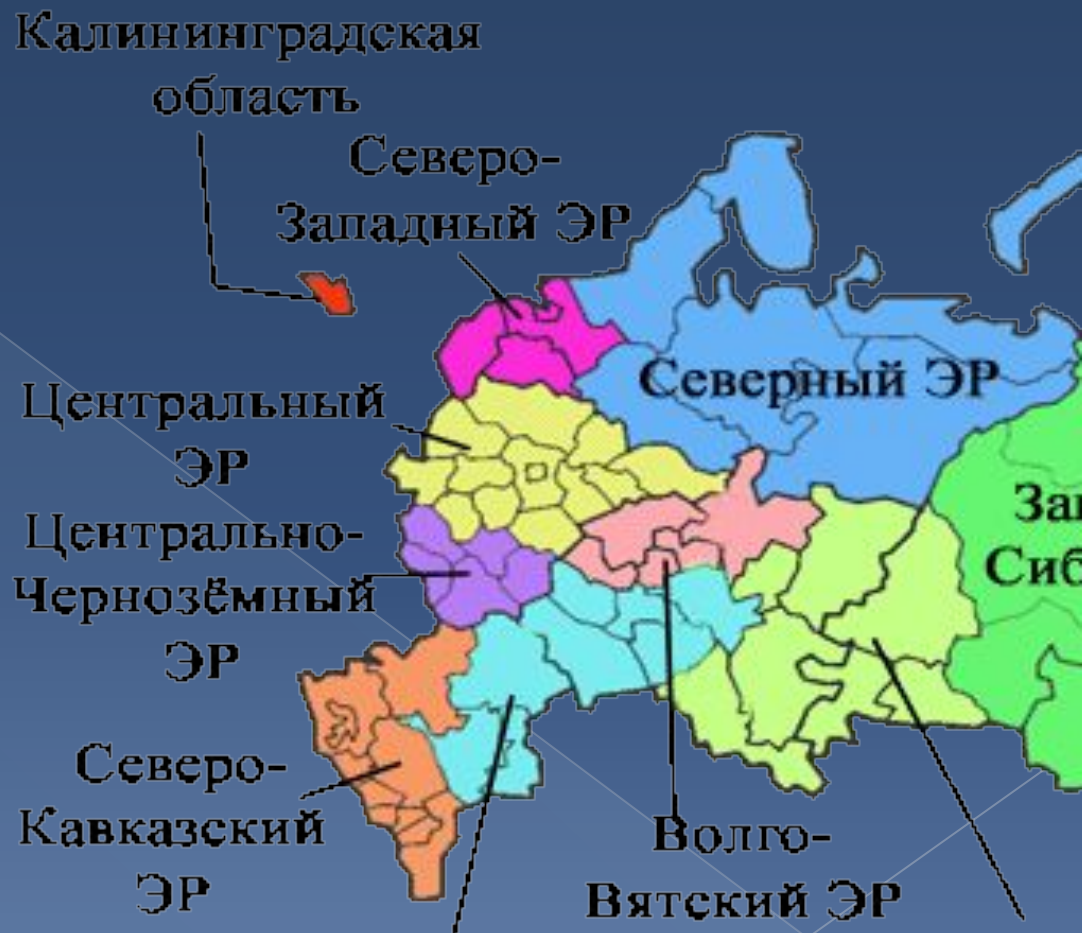 Калининградская
область
Северо-
Западный ЭР
Северный ЭР
Центральный
ЭР
Центрально-
Чернозёмный
ЭР
Северо-
Кавказский
ЭР
Волго-
Вятский ЭР